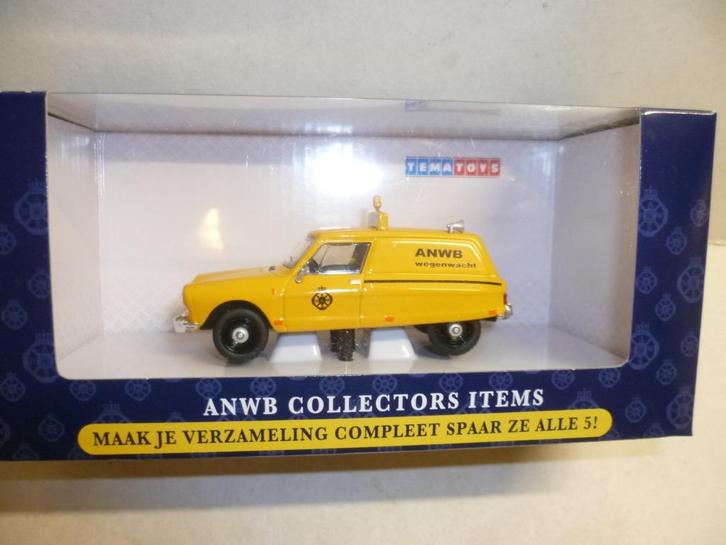 TEMATOYS
ANWB
wegenwacht
ANWB COLLECTORS ITEMS
MAAK JE VERZAMELING COMPLEET SPAAR ZE ALLE 5!